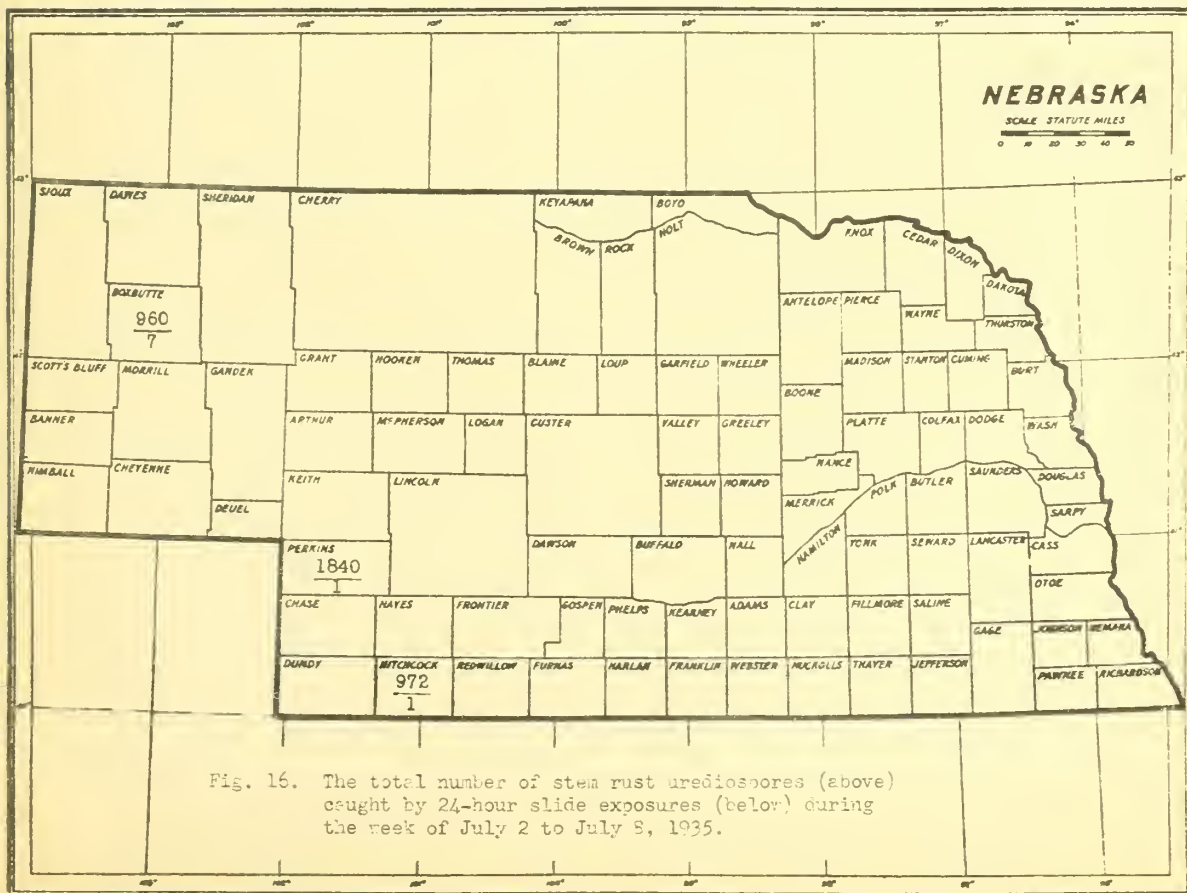 NEBRASKA
SCALE STATUTE MILES
0 10 20 30 40 50
SIOUX DAWES SHERIDAN CHERRY KEYAPAHA BOYD
BROWN ROCK HOLT KNOX CEDAR DIXON
DAKOTA
BOXBUTTE ANTELOPE PIERCE WAYNE
960
7
THURSTON
SCOTT'S BLUFF MORRILL GARDEN GRANT HOOKER THOMAS BLAINE LOUP GARFIELD WHEELER MADISON STANTON CUMING BURT
BOONE
BANNER ARTHUR McPHERSON LOGAN CUSTER VALLEY GREELEY PLATTE COLFAX DODGE WASH
KIMBALL CHEYENNE KEITH LINCOLN SHERMAN HOWARD NANCE MERRICK POLK BUTLER SAUNDERS DOUGLAS
DEUEL SARPY
PERKINS DAWSON BUFFALO HALL HAMILTON YORK SEWARD LANCASTER CASS
1840
1
OTOE
CHASE HAYES FRONTIER GOSPER PHELPS KEARNEY ADAMS CLAY FILLMORE SALINE
GAGE JOHNSON NEMAHA
DUNDY HITCHCOCK REDWILLOW FURNAS HARLAN FRANKLIN WEBSTER NUCKOLLS THAYER JEFFERSON
972
1
PAWNEE RICHARDSON
Fig. 16. The total number of stem rust urediospores (above)
caught by 24-hour slide exposures (below) during
the week of July 2 to July 8, 1935.